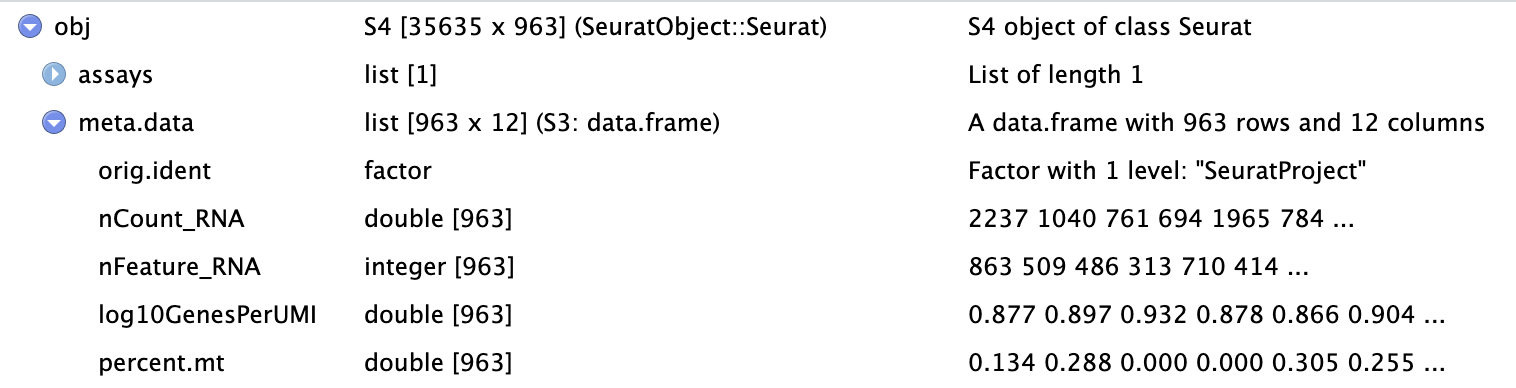 obj S4 [35635 x 963] (SeuratObject::Seurat) S4 object of class Seurat
assays list [1] List of length 1
meta.data list [963 x 12] (S3: data.frame) A data.frame with 963 rows and 12 columns
orig.ident factor Factor with 1 level: "SeuratProject"
nCount_RNA double [963] 2237 1040 761 694 1965 784 ...
nFeature_RNA integer [963] 863 509 486 313 710 414 ...
log10GenesPerUMI double [963] 0.877 0.897 0.932 0.878 0.866 0.904 ...
percent.mt double [963] 0.134 0.288 0.000 0.000 0.305 0.255 ...